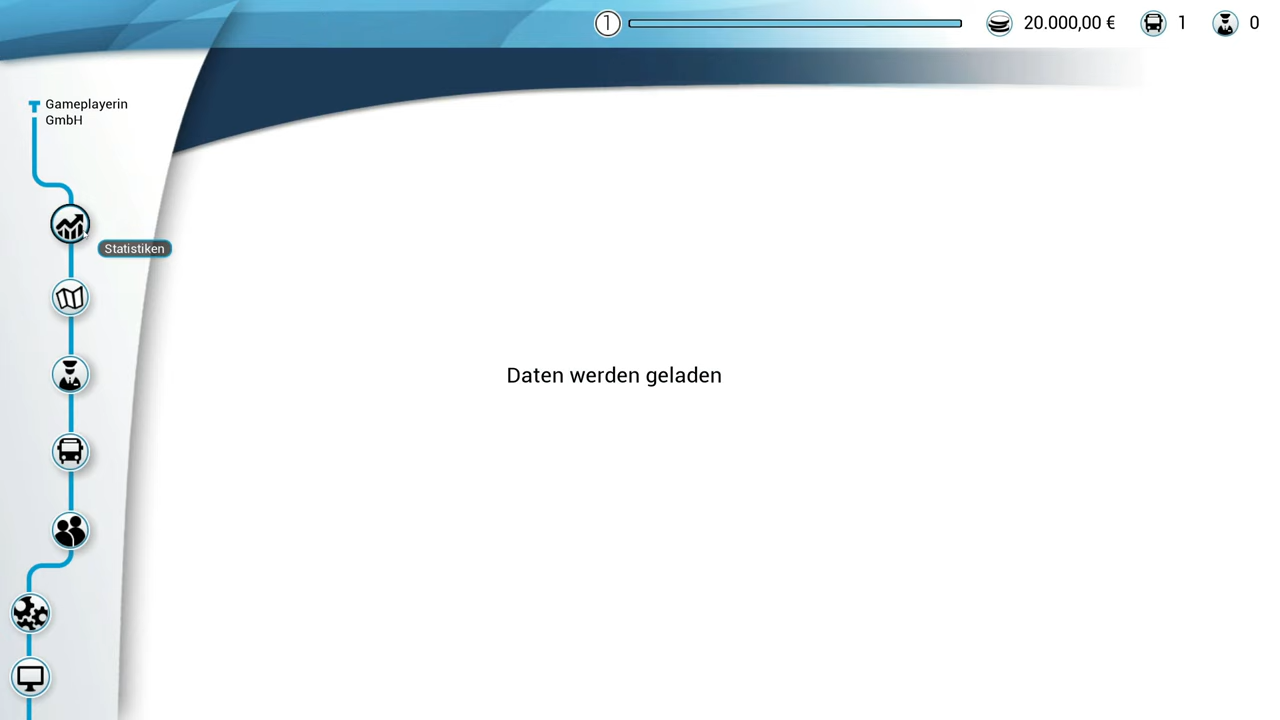 1
20.000,00 €
1
0
Gameplayerin
GmbH
Statistiken
Daten werden geladen